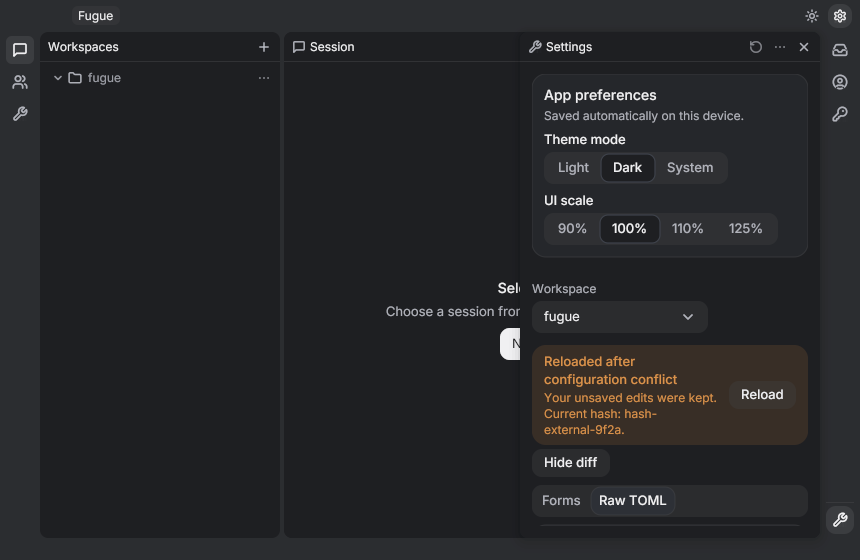 Fugue
Workspaces
fugue
Session
Choose a session from
Settings
App preferences
Saved automatically on this device.
Theme mode
Light Dark System
UI scale
90% 100% 110% 125%
Workspace
fugue
Reloaded after
configuration conflict
Your unsaved edits were kept.
Current hash: hash-
external-9f2a.
Reload
Hide diff
Forms Raw TOML